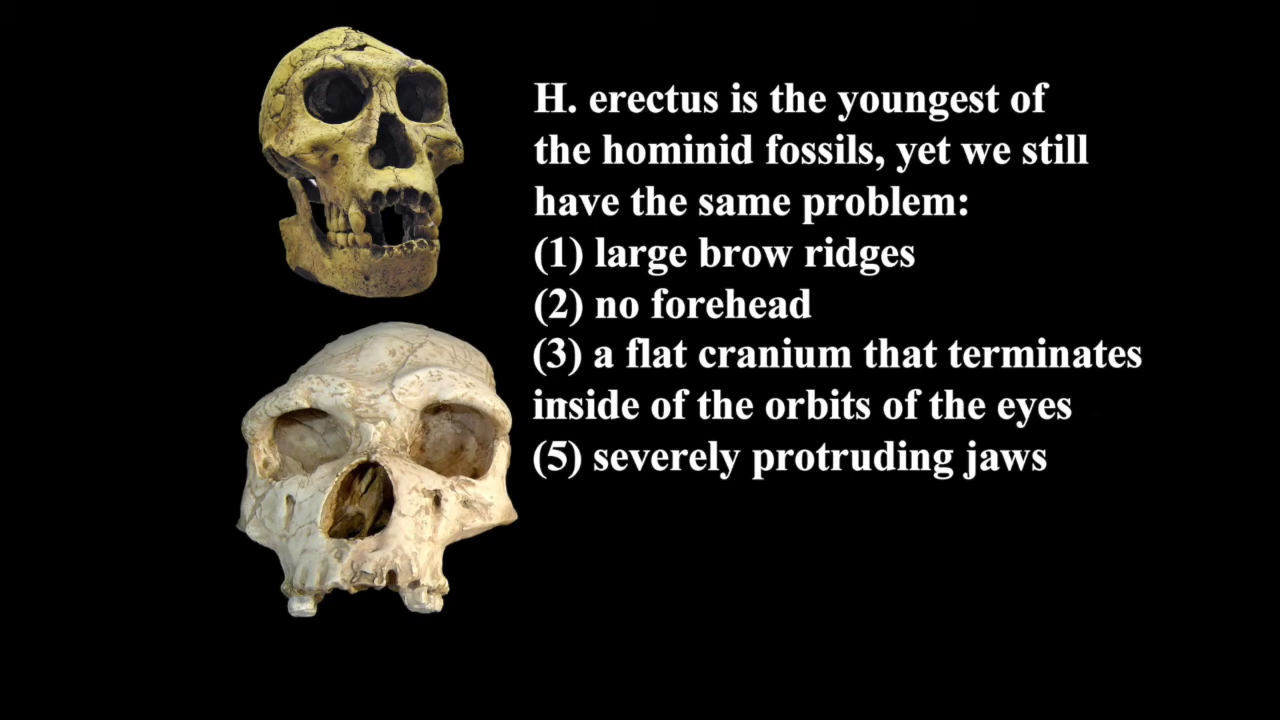 H. erectus is the youngest of
the hominid fossils, yet we still
have the same problem:
(1) large brow ridges
(2) no forehead
(3) a flat cranium that terminates
inside of the orbits of the eyes
(5) severely protruding jaws